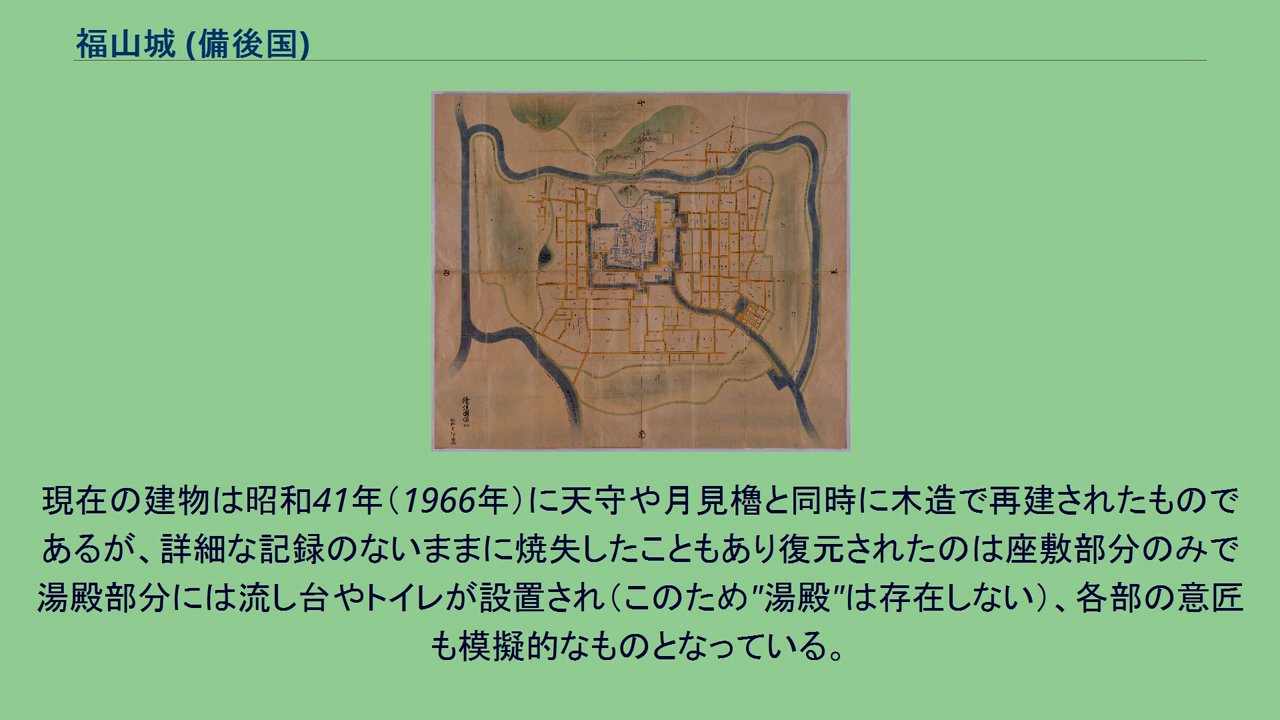 福山城 (備後国)
現在の建物は昭和41年（1966年）に天守や月見櫓と同時に木造で再建されたもので
あるが、詳細な記録のないままに焼失したこともあり復元されたのは座敷部分のみで
湯殿部分には流し台やトイレが設置され（このため"湯殿"は存在しない）、各部の意匠
も模擬的なものとなっている。